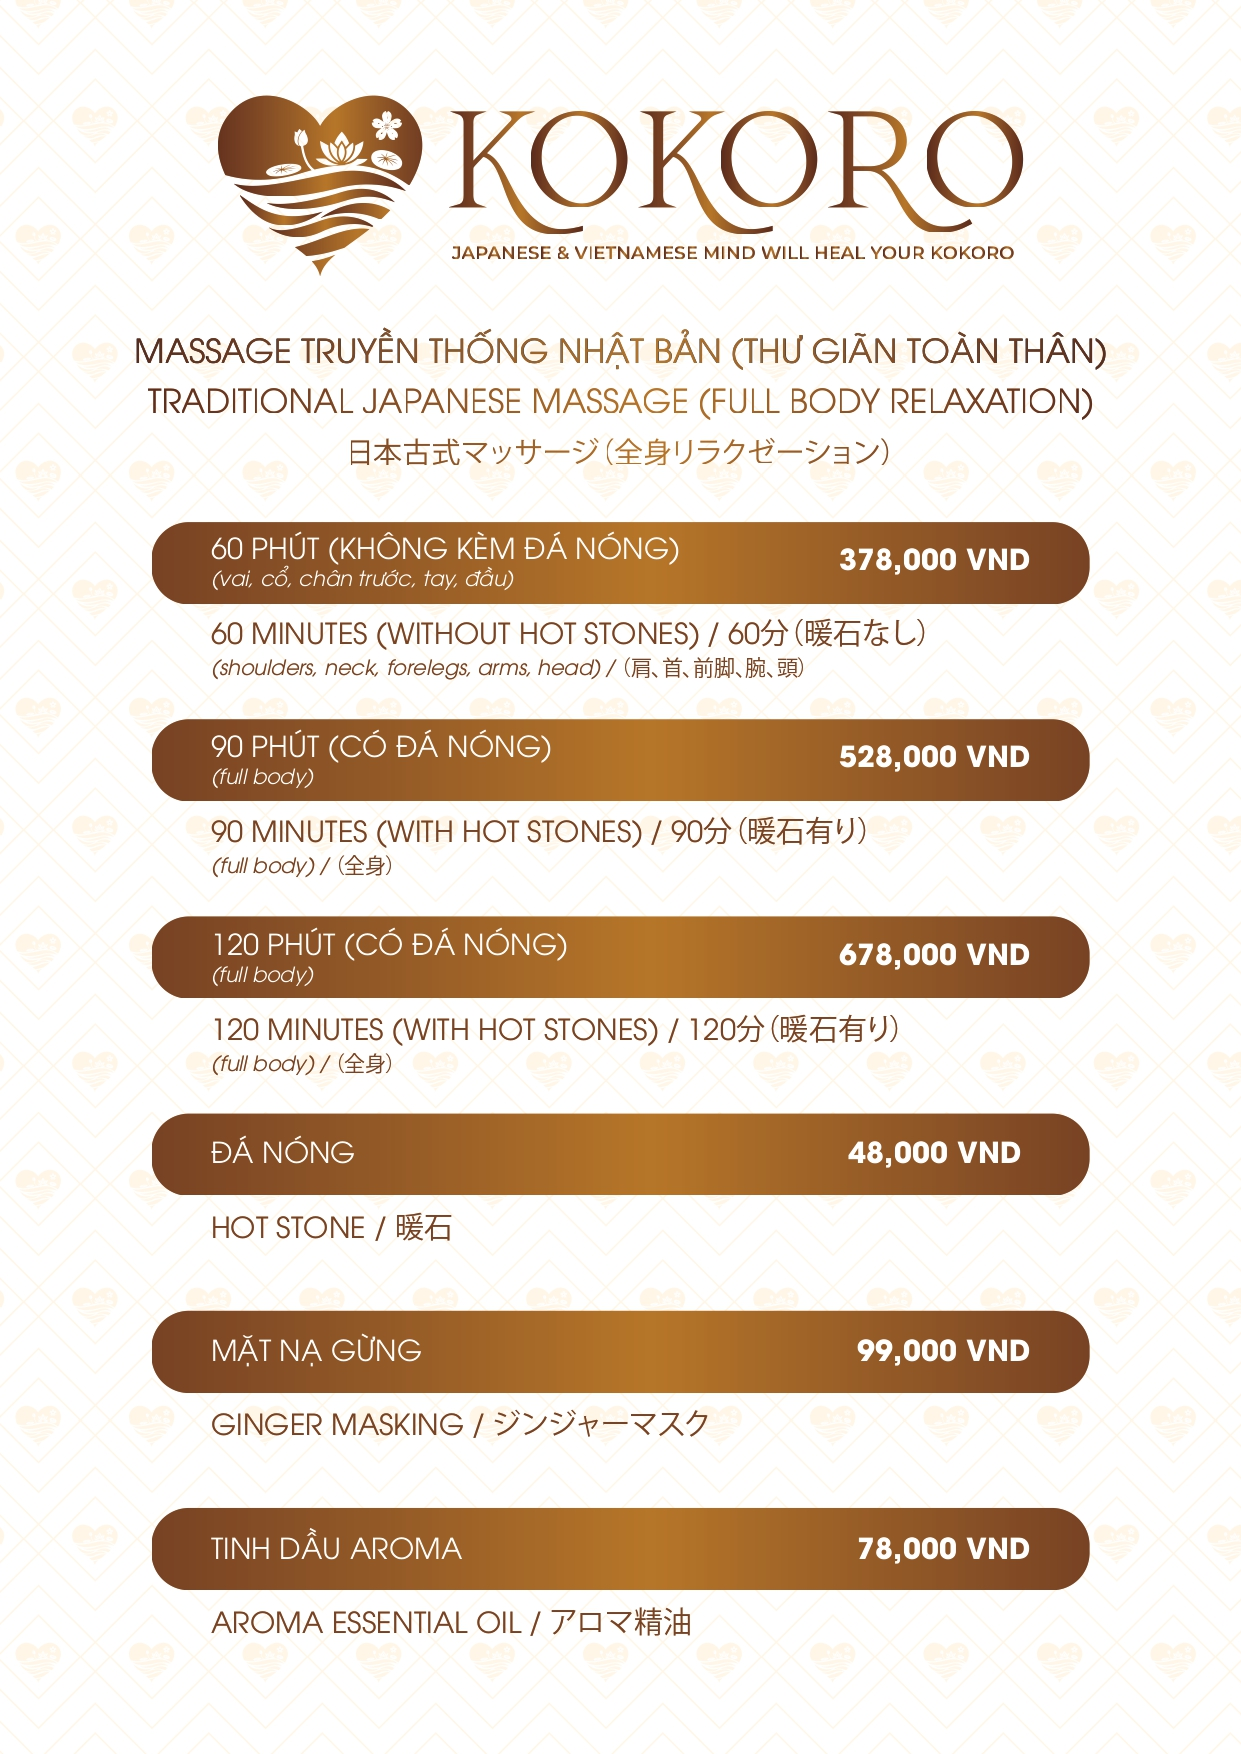 KOKORO
JAPANESE & VIETNAMESE MIND WILL HEAL YOUR KOKORO
MASSAGE TRUYỀN THỐNG NHẬT BẢN (THƯ GIÃN TOÀN THÂN)
TRADITIONAL JAPANESE MASSAGE (FULL BODY RELAXATION)
日本古式マッサージ（全身リラクゼーション）
60 PHÚT (KHÔNG KÈM ĐÁ NÓNG)
(vai, cổ, chân trước, tay, đầu)
378,000 VND
60 MINUTES (WITHOUT HOT STONES) / 60分（暖石なし）
(shoulders, neck, forelegs, arms, head) /（肩、首、前脚、腕、頭）
90 PHÚT (CÓ ĐÁ NÓNG)
(full body)
528,000 VND
90 MINUTES (WITH HOT STONES) / 90分（暖石有り）
(full body) /（全身）
120 PHÚT (CÓ ĐÁ NÓNG)
(full body)
678,000 VND
120 MINUTES (WITH HOT STONES) / 120分（暖石有り）
(full body) /（全身）
ĐÁ NÓNG
48,000 VND
HOT STONE / 暖石
MẶT NẠ GỪNG
99,000 VND
GINGER MASKING / ジンジャーマスク
TINH DẦU AROMA
78,000 VND
AROMA ESSENTIAL OIL / アロマ精油